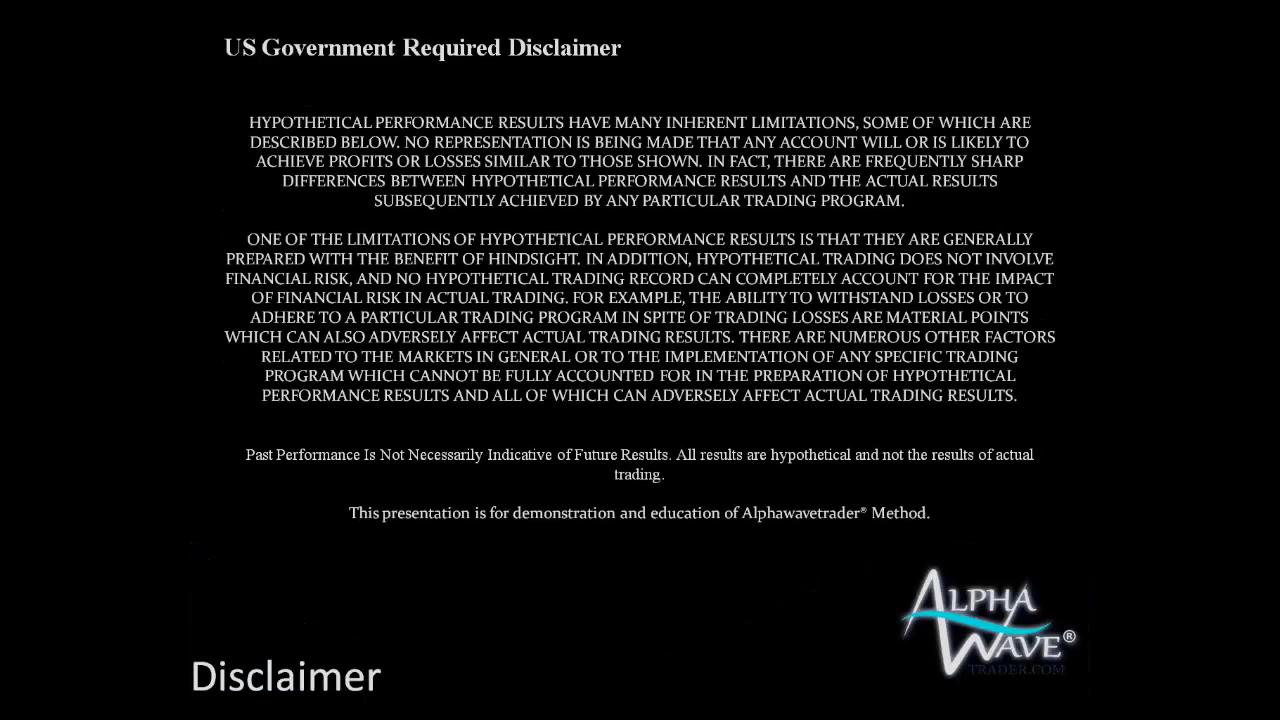 US Government Required Disclaimer
HYPOTHETICAL PERFORMANCE RESULTS HAVE MANY INHERENT LIMITATIONS, SOME OF WHICH ARE
DESCRIBED BELOW. NO REPRESENTATION IS BEING MADE THAT ANY ACCOUNT WILL OR IS LIKELY TO
ACHIEVE PROFITS OR LOSSES SIMILAR TO THOSE SHOWN. IN FACT, THERE ARE FREQUENTLY SHARP
DIFFERENCES BETWEEN HYPOTHETICAL PERFORMANCE RESULTS AND THE ACTUAL RESULTS
SUBSEQUENTLY ACHIEVED BY ANY PARTICULAR TRADING PROGRAM.
ONE OF THE LIMITATIONS OF HYPOTHETICAL PERFORMANCE RESULTS IS THAT THEY ARE GENERALLY
PREPARED WITH THE BENEFIT OF HINDSIGHT. IN ADDITION, HYPOTHETICAL TRADING DOES NOT INVOLVE
FINANCIAL RISK, AND NO HYPOTHETICAL TRADING RECORD CAN COMPLETELY ACCOUNT FOR THE IMPACT
OF FINANCIAL RISK IN ACTUAL TRADING. FOR EXAMPLE, THE ABILITY TO WITHSTAND LOSSES OR TO
ADHERE TO A PARTICULAR TRADING PROGRAM IN SPITE OF TRADING LOSSES ARE MATERIAL POINTS
WHICH CAN ALSO ADVERSELY AFFECT ACTUAL TRADING RESULTS. THERE ARE NUMEROUS OTHER FACTORS
RELATED TO THE MARKETS IN GENERAL OR TO THE IMPLEMENTATION OF ANY SPECIFIC TRADING
PROGRAM WHICH CANNOT BE FULLY ACCOUNTED FOR IN THE PREPARATION OF HYPOTHETICAL
PERFORMANCE RESULTS AND ALL OF WHICH CAN ADVERSELY AFFECT ACTUAL TRADING RESULTS.
Past Performance Is Not Necessarily Indicative of Future Results. All results are hypothetical and not the results of actual
trading.
This presentation is for demonstration and education of Alphawavetrader® Method.
ALPHA
WAVE®
TRADER.COM
Disclaimer